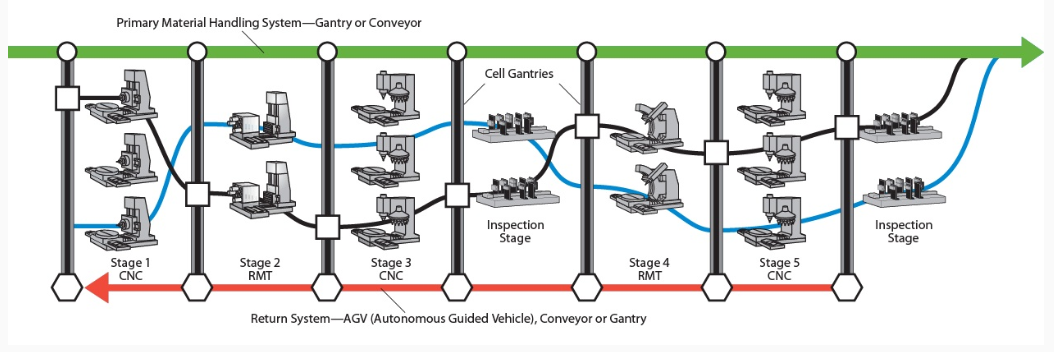 Primary Material Handling System—Gantry or Conveyor
Cell Gantries
Inspection
Stage
Inspection
Stage
Stage 1
CNC
Stage 2
RMT
Stage 3
CNC
Stage 4
RMT
Stage 5
CNC
Return System—AGV (Autonomous Guided Vehicle), Conveyor or Gantry